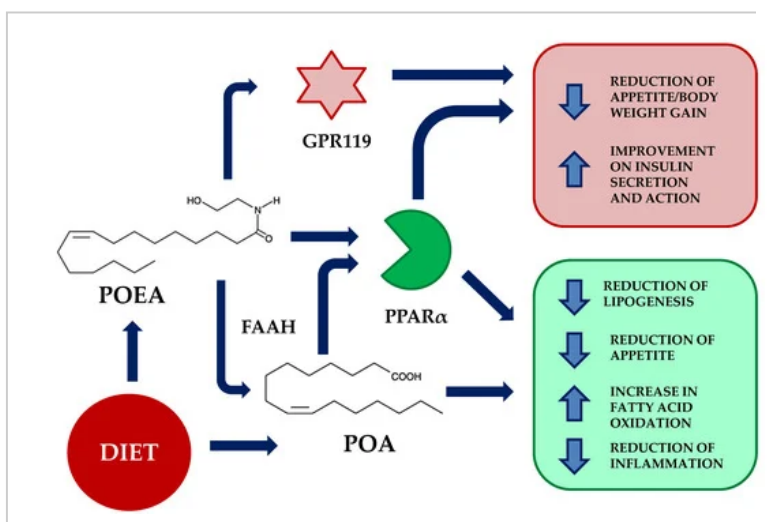 GPR119
REDUCTION OF
APPETITE/BODY
WEIGHT GAIN
IMPROVEMENT
ON INSULIN
SECRETION
AND ACTION
HO
N
H
O
POEA
FAAH
PPARα
COOH
POA
DIET
REDUCTION OF
LIPOGENESIS
REDUCTION OF
APPETITE
INCREASE IN
FATTY ACID
OXIDATION
REDUCTION OF
INFLAMMATION